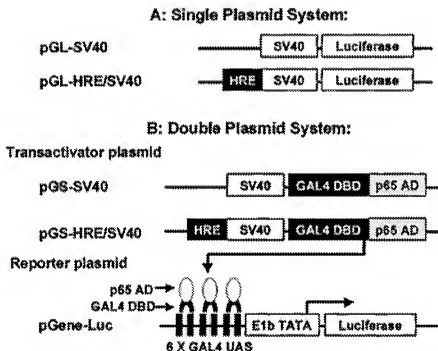 A: Single Plasmid System:
pGL-SV40 SV40 Luciferase
pGL-HRE/SV40 HRE SV40 Luciferase
B: Double Plasmid System:
Transactivator plasmid
pGS-SV40 SV40 GAL4 DBD p65 AD
pGS-HRE/SV40 HRE SV40 GAL4 DBD p65 AD
Reporter plasmid
p65 AD
GAL4 DBD
pGene-Luc E1b TATA Luciferase
6 X GAL4 UAS